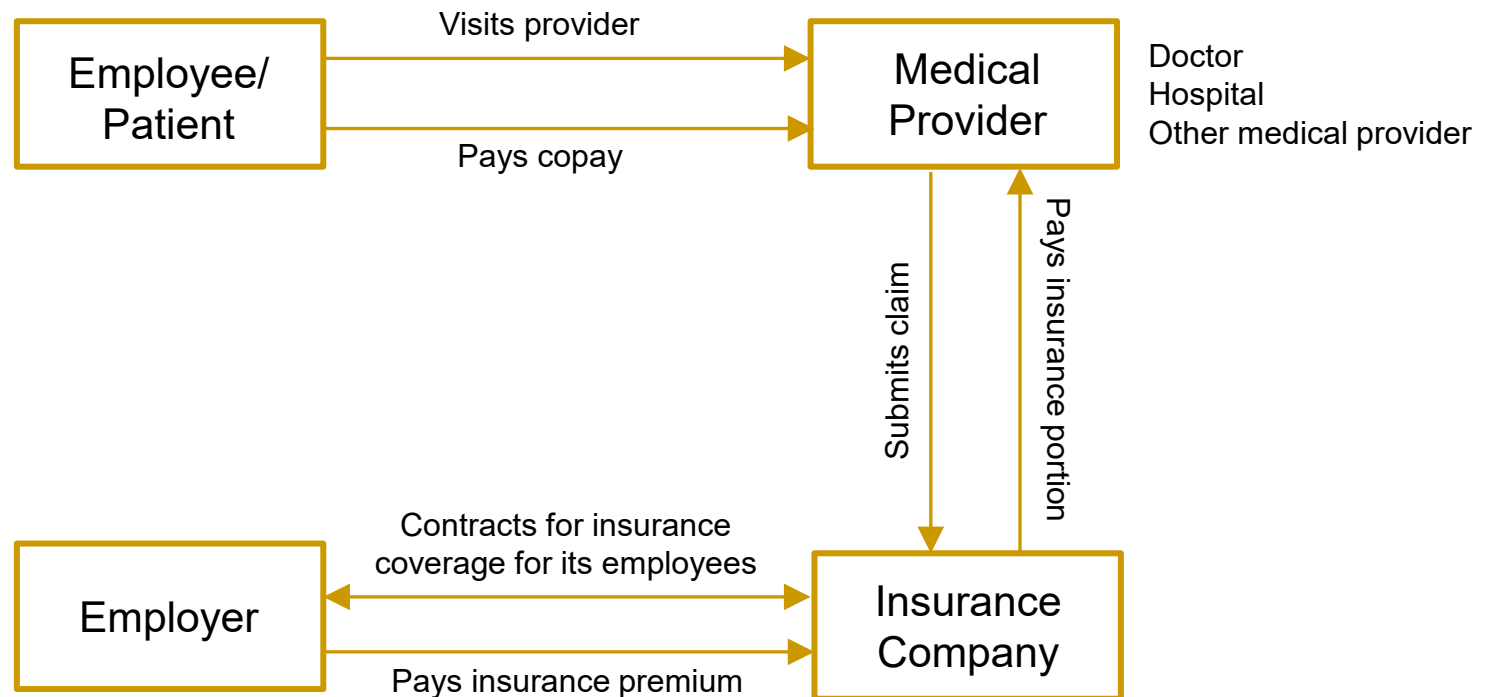 Visits provider
Employee/
Patient
Medical
Provider
Doctor
Hospital
Other medical provider
Pays copay
Submits claim
Pays insurance portion
Contracts for insurance
coverage for its employees
Employer
Insurance
Company
Pays insurance premium